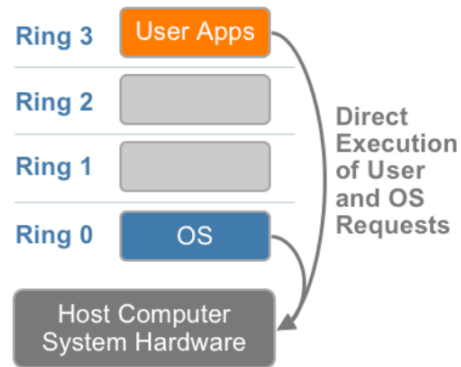 Ring 3
User Apps
Ring 2
Ring 1
Ring 0
OS
Direct
Execution
of User
and OS
Requests
Host Computer
System Hardware